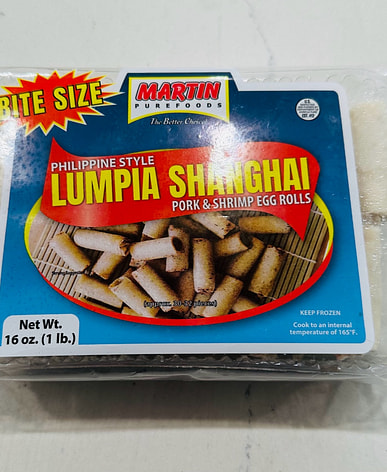 BITE SIZE
MARTIN
PUREFOODS
The Better Choice
PHILIPPINE STYLE
LUMPIA SHANGHAI
PORK & SHRIMP EGG ROLLS
Net Wt.
16 oz. (1 lb.)
KEEP FROZEN
Cook to an internal
temperature of 165°F.